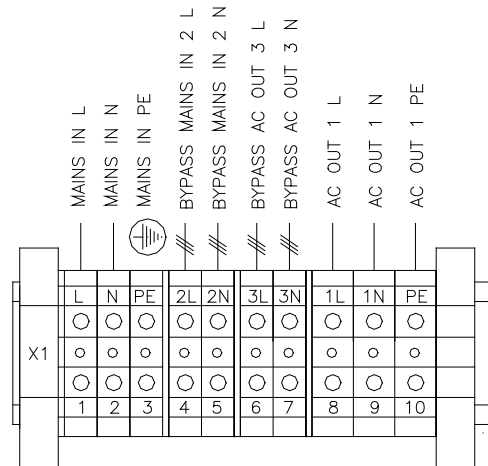 MAINS IN L
MAINS IN N
MAINS IN PE
BYPASS MAINS IN 2 L
BYPASS MAINS IN 2 N
BYPASS AC OUT 3 L
BYPASS AC OUT 3 N
AC OUT 1 L
AC OUT 1 N
AC OUT 1 PE
L N PE 2L 2N 3L 3N 1L 1N PE
X1
1 2 3 4 5 6 7 8 9 10